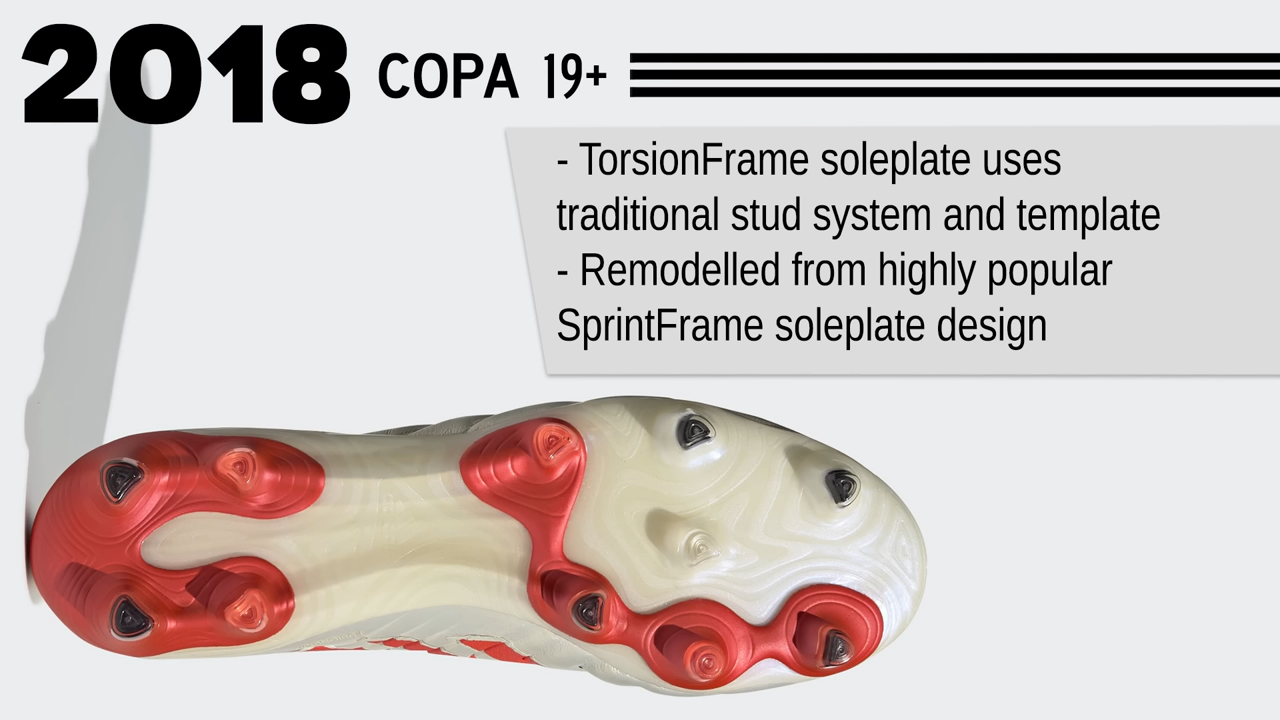 2018 COPA 19+
- TorsionFrame soleplate uses
traditional stud system and template
- Remodelled from highly popular
SprintFrame soleplate design